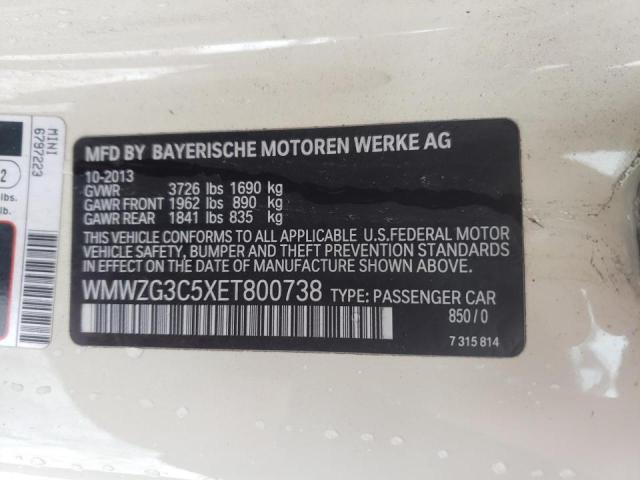 MFD BY BAYERISCHE MOTOREN WERKE AG
10-2013
GVWR 3726 lbs 1690 kg
GAWR FRONT 1962 lbs 890 kg
GAWR REAR 1841 lbs 835 kg
THIS VEHICLE CONFORMS TO ALL APPLICABLE U.S.FEDERAL MOTOR
VEHICLE SAFETY, BUMPER AND THEFT PREVENTION STANDARDS
IN EFFECT ON THE DATE OF MANUFACTURE SHOWN ABOVE.
WMWZG3C5XET800738 TYPE: PASSENGER CAR
850/0
7 315 814
MINI
6797223
2
lbs.
lb.